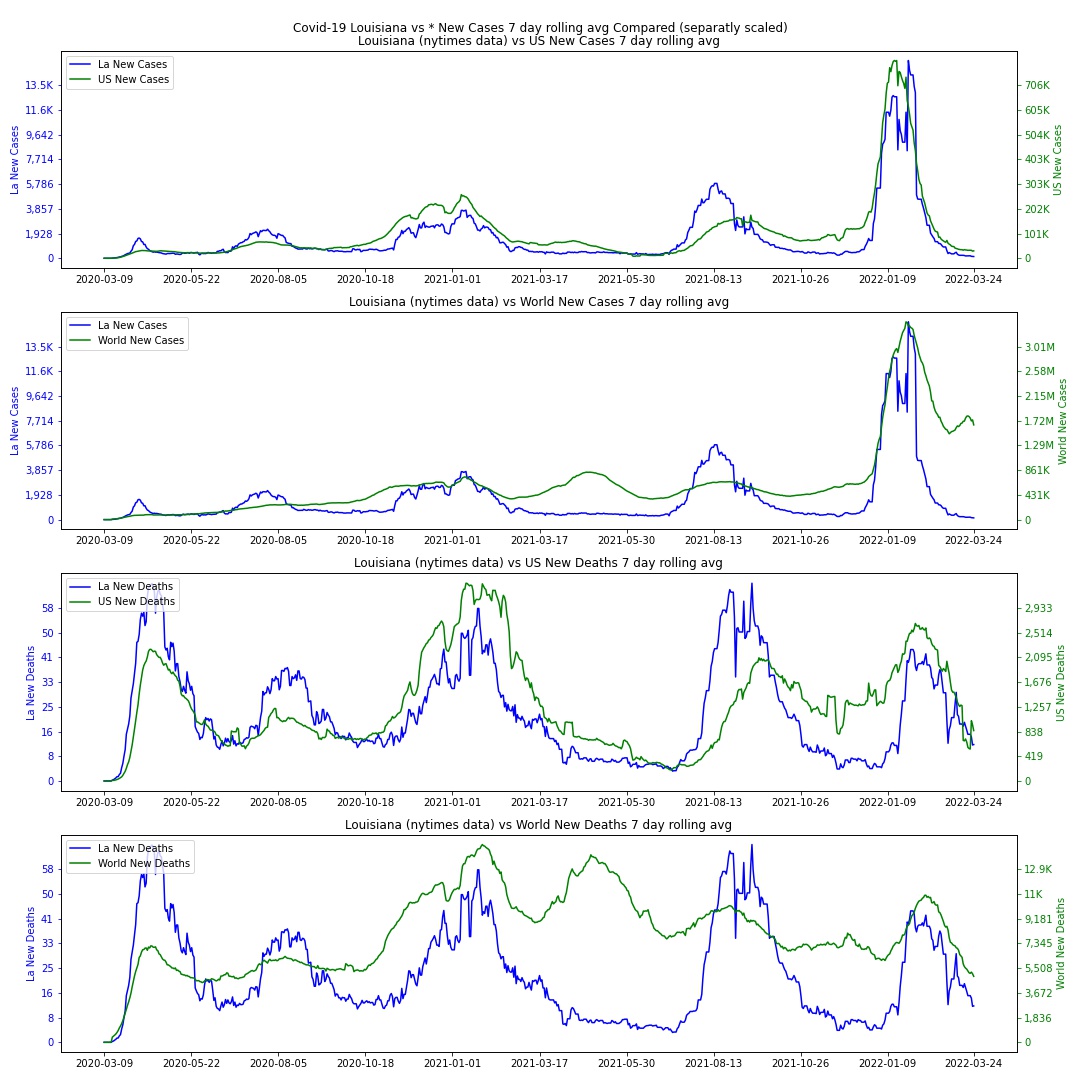 Covid-19 Louisiana vs * New Cases 7 day rolling avg Compared (separatly scaled)
Louisiana (nytimes data) vs US New Cases 7 day rolling avg
La New Cases
US New Cases
13.5K
11.6K
9,642
7,714
5,786
3,857
1,928
0
La New Cases
706K
605K
504K
403K
303K
202K
101K
0
US New Cases
2020-03-09 2020-05-22 2020-08-05 2020-10-18 2021-01-01 2021-03-17 2021-05-30 2021-08-13 2021-10-26 2022-01-09 2022-03-24
Louisiana (nytimes data) vs World New Cases 7 day rolling avg
La New Cases
World New Cases
13.5K
11.6K
9,642
7,714
5,786
3,857
1,928
0
La New Cases
3.01M
2.58M
2.15M
1.72M
1.29M
861K
431K
0
World New Cases
2020-03-09 2020-05-22 2020-08-05 2020-10-18 2021-01-01 2021-03-17 2021-05-30 2021-08-13 2021-10-26 2022-01-09 2022-03-24
Louisiana (nytimes data) vs US New Deaths 7 day rolling avg
La New Deaths
US New Deaths
58
50
41
33
25
16
8
0
La New Deaths
2,933
2,514
2,095
1,676
1,257
838
419
0
US New Deaths
2020-03-09 2020-05-22 2020-08-05 2020-10-18 2021-01-01 2021-03-17 2021-05-30 2021-08-13 2021-10-26 2022-01-09 2022-03-24
Louisiana (nytimes data) vs World New Deaths 7 day rolling avg
La New Deaths
World New Deaths
58
50
41
33
25
16
8
0
La New Deaths
12.9K
11K
9,181
7,345
5,508
3,672
1,836
0
World New Deaths
2020-03-09 2020-05-22 2020-08-05 2020-10-18 2021-01-01 2021-03-17 2021-05-30 2021-08-13 2021-10-26 2022-01-09 2022-03-24